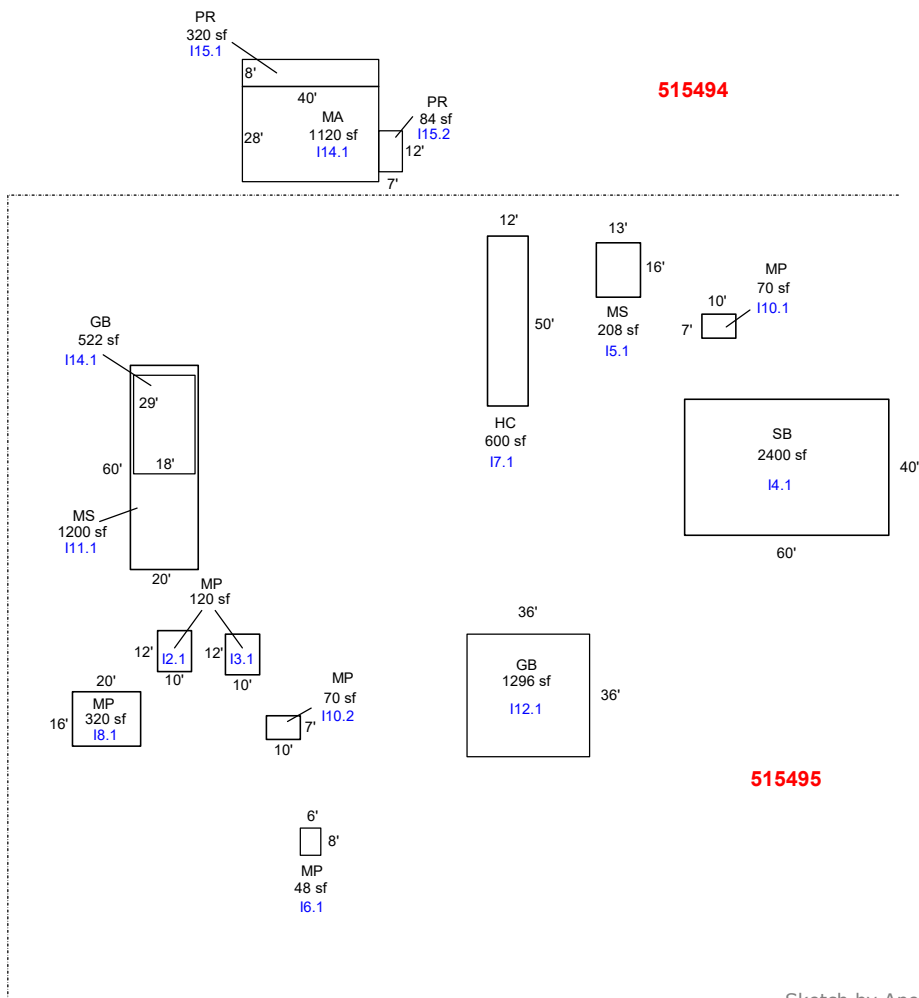 PR
320 sf
I15.1
8'
40'
28'
MA
1120 sf
I14.1
PR
84 sf
I15.2
12'
7'
515494
12'
50'
HC
600 sf
I7.1
13'
16'
MS
208 sf
I5.1
MP
70 sf
I10.1
10'
7'
GB
522 sf
I14.1
29'
18'
60'
MS
1200 sf
I11.1
20'
SB
2400 sf
I4.1
40'
60'
MP
120 sf
12'
I2.1
10'
12'
I3.1
10'
20'
16'
MP
320 sf
I8.1
MP
70 sf
I10.2
7'
10'
36'
GB
1296 sf
I12.1
36'
515495
6'
8'
MP
48 sf
I6.1
Sketch by